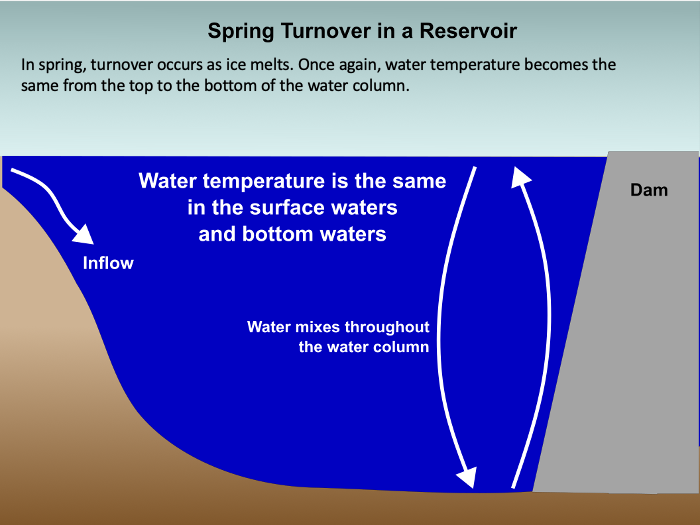 Spring Turnover in a Reservoir
In spring, turnover occurs as ice melts. Once again, water temperature becomes the
same from the top to the bottom of the water column.
Water temperature is the same
in the surface waters
and bottom waters
Dam
Inflow
Water mixes throughout
the water column